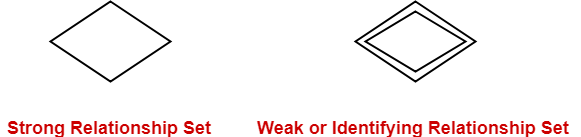 Strong Relationship Set
Weak or Identifying Relationship Set